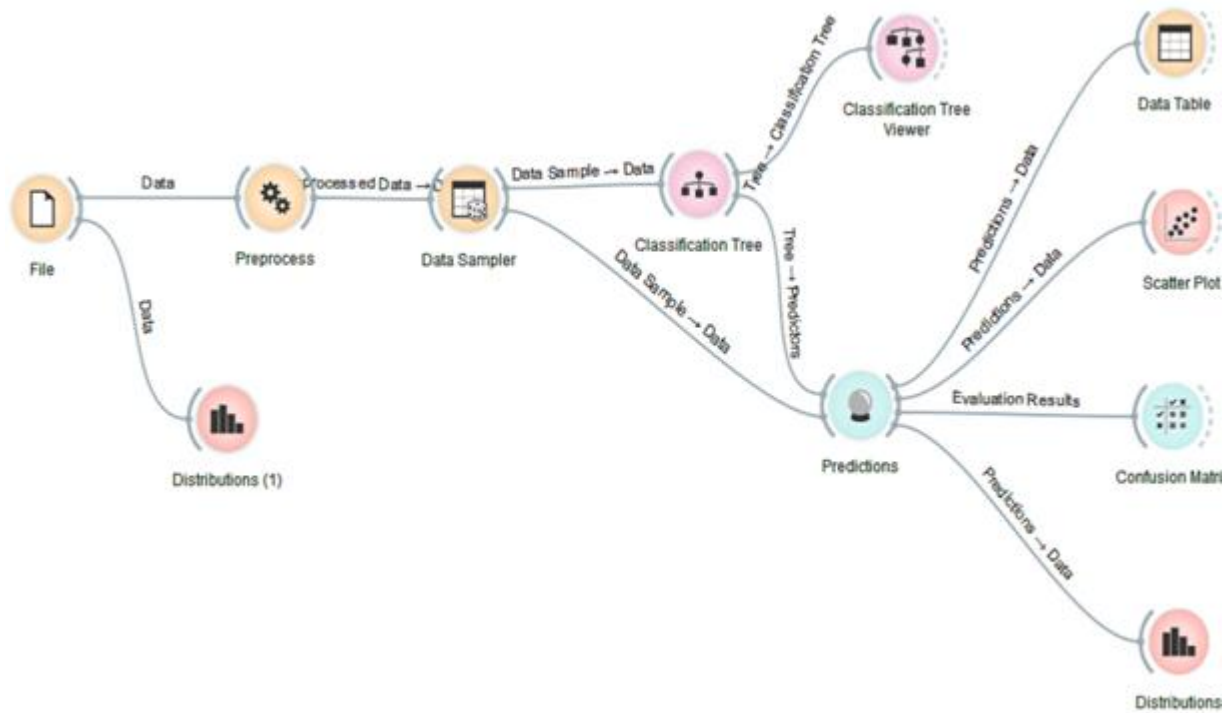 Tree → Classification Tree
Classification Tree
Viewer
Data Table
Data
processed Data → D
Data Sample → Data
File
Preprocess
Data Sampler
Classification Tree
Predictions → Data
Scatter Plot
Data
Data Sample → Data
Tree → Predictors
Predictions → Data
Distributions (1)
Predictions
Evaluation Results
Confusion Matri
Predictions → Data
Distributions